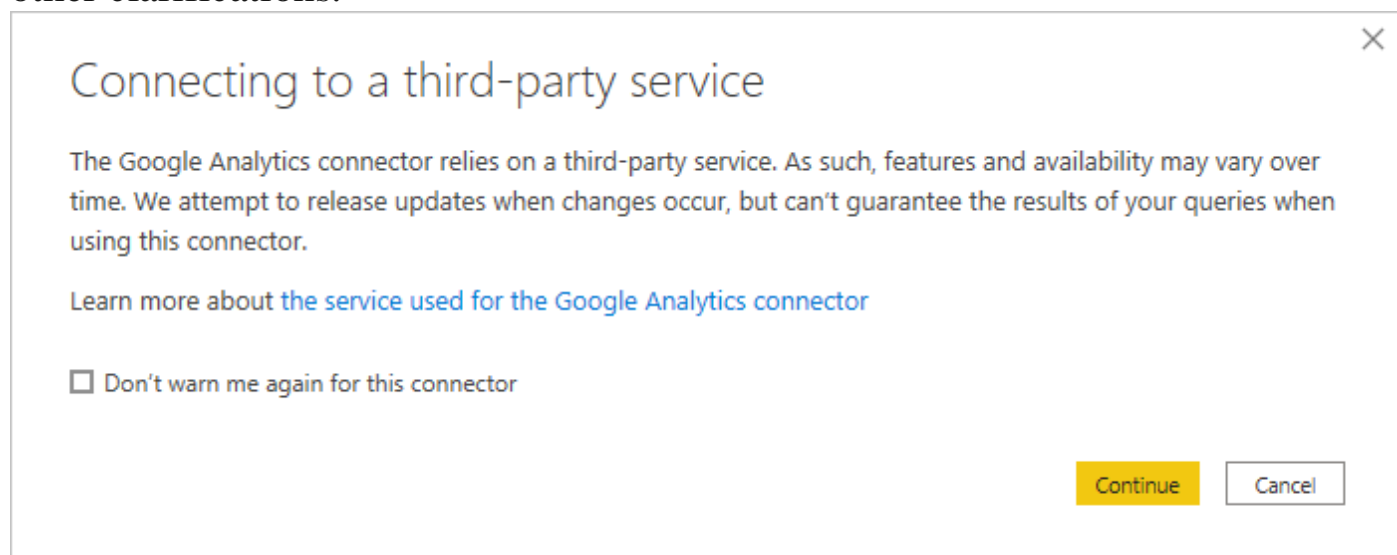 Connecting to a third-party service
The Google Analytics connector relies on a third-party service. As such, features and availability may vary over
time. We attempt to release updates when changes occur, but can't guarantee the results of your queries when
using this connector.
Learn more about the service used for the Google Analytics connector
Don't warn me again for this connector
Continue
Cancel